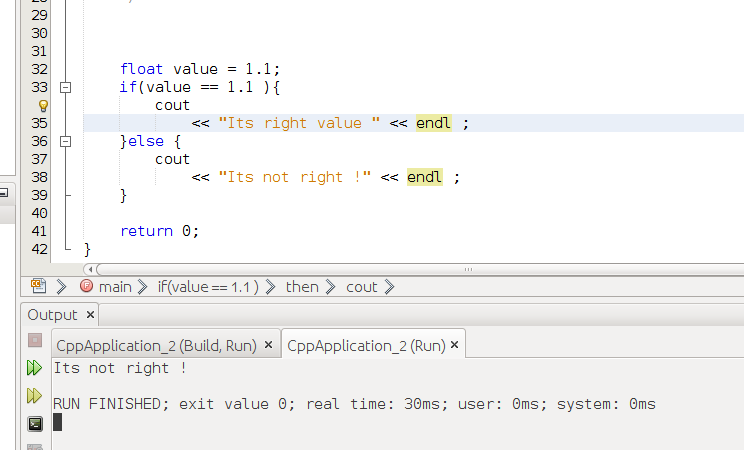 28
29
30
31
32 float value = 1.1;
33 if(value == 1.1 ){
cout
35 << "Its right value " << endl ;
36 }else {
37 cout
38 << "Its not right !" << endl ;
39 }
40
41 return 0;
42 }
main if(value == 1.1 ) then cout
Output ×
CppApplication_2 (Build, Run) × CppApplication_2 (Run) ×
Its not right !
RUN FINISHED; exit value 0; real time: 30ms; user: 0ms; system: 0ms